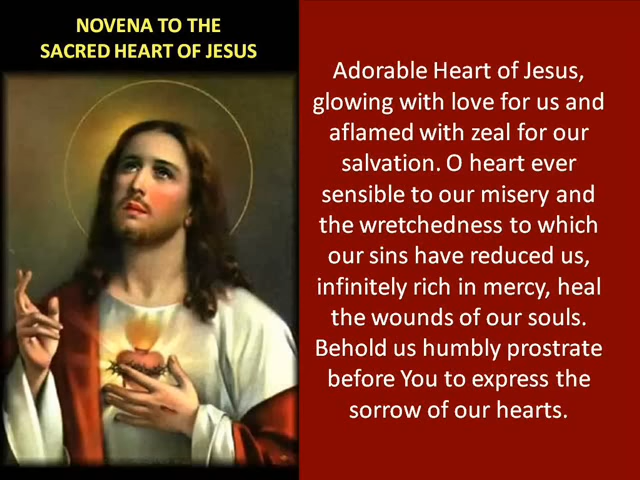 NOVENA TO THE
SACRED HEART OF JESUS
Adorable Heart of Jesus,
glowing with love for us and
aflamed with zeal for our
salvation. O heart ever
sensible to our misery and
the wretchedness to which
our sins have reduced us,
infinitely rich in mercy, heal
the wounds of our souls.
Behold us humbly prostrate
before You to express the
sorrow of our hearts.